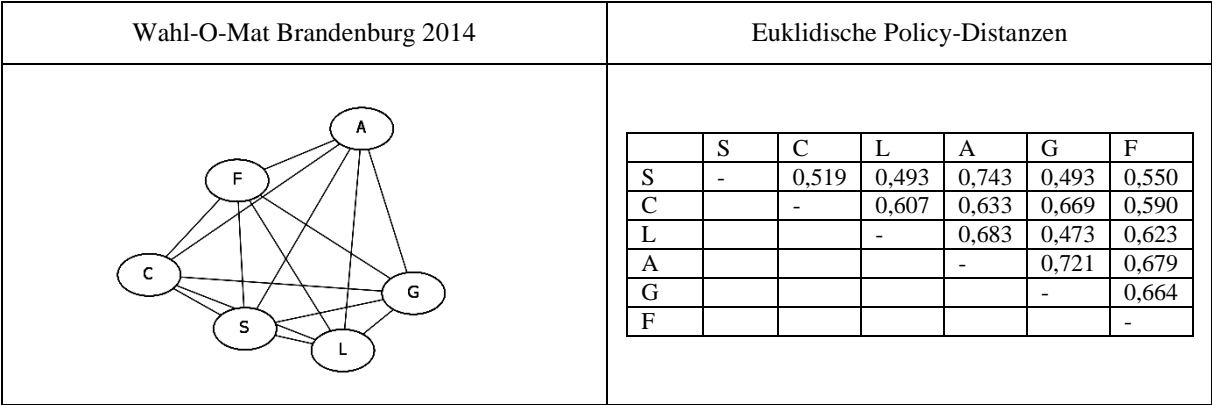 Wahl-O-Mat Brandenburg 2014
Euklidische Policy-Distanzen
A
F
C
G
S
L
S C L A G F
S - 0,519 0,493 0,743 0,493 0,550
C - 0,607 0,633 0,669 0,590
L - 0,683 0,473 0,623
A - 0,721 0,679
G - 0,664
F -